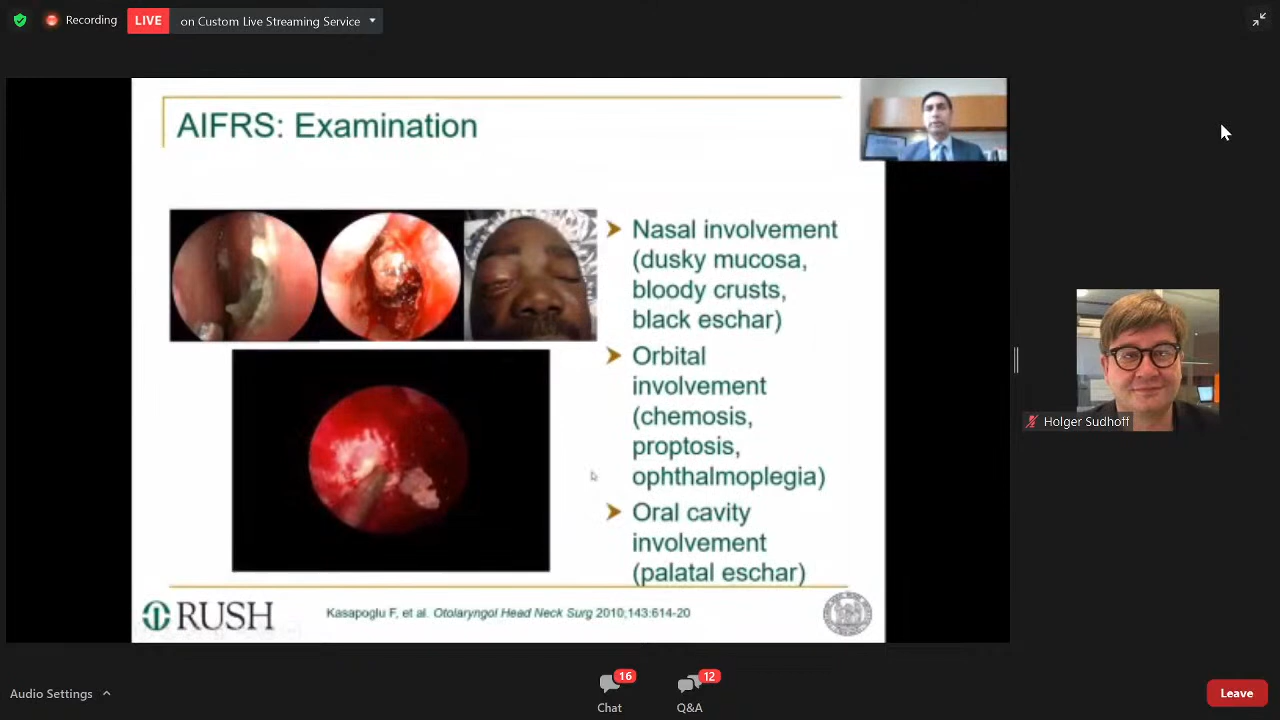 Recording
LIVE
on Custom Live Streaming Service
AIFRS: Examination
Nasal involvement
(dusky mucosa,
bloody crusts,
black eschar)
Orbital
involvement
(chemosis,
proptosis,
ophthalmoplegia)
Oral cavity
involvement
(palatal eschar)
RUSH
Kasapoglu F, et al. Otolaryngol Head Neck Surg 2010;143:614-20
Holger Sudhoff
Audio Settings
16
Chat
12
Q&A
Leave